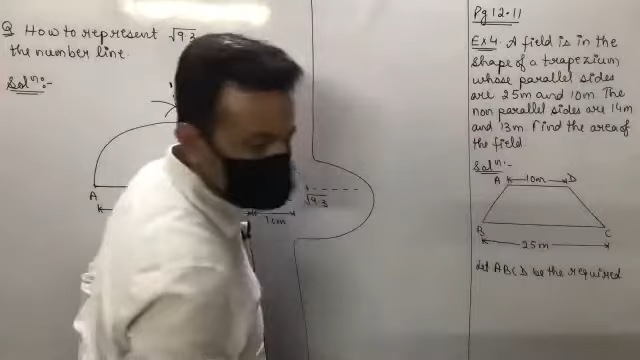 Q How to represent √9.3
the number line.
Solⁿ:-
A
1cm
√9.3
Pg 12.11
Ex4. A field is in the
shape of a trapezium
whose parallel sides
are 25m and 10m. The
non parallel sides are 14m
and 13m. Find the area of
the field.
Solⁿ:-
A 10m D
B C
25m
Let ABCD be the required